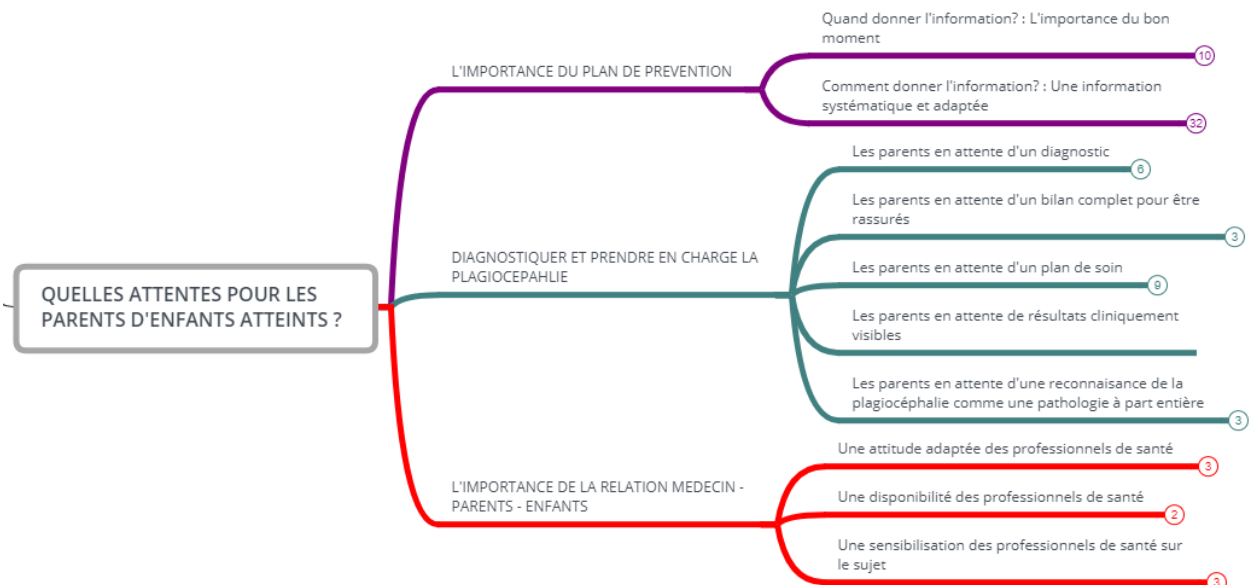 QUELLES ATTENTES POUR LES
PARENTS D'ENFANTS ATTEINTS ?
L'IMPORTANCE DU PLAN DE PREVENTION
Quand donner l'information? : L'importance du bon
moment
10
Comment donner l'information? : Une information
systématique et adaptée
32
DIAGNOSTIQUER ET PRENDRE EN CHARGE LA
PLAGIOCEPAHLIE
Les parents en attente d'un diagnostic
6
Les parents en attente d'un bilan complet pour être
rassurés
3
Les parents en attente d'un plan de soin
9
Les parents en attente de résultats cliniquement
visibles
Les parents en attente d'une reconnaisance de la
plagiocéphalie comme une pathologie à part entière
3
L'IMPORTANCE DE LA RELATION MEDECIN -
PARENTS - ENFANTS
Une attitude adaptée des professionnels de santé
3
Une disponibilité des professionnels de santé
2
Une sensibilisation des professionnels de santé sur
le sujet
3